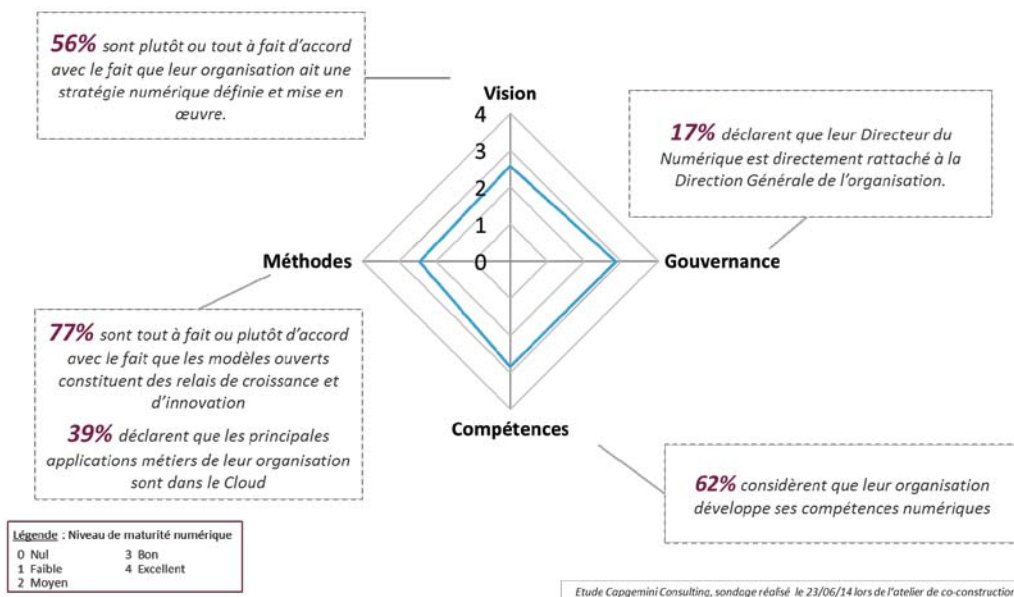 56% sont plutôt ou tout à fait d'accord
avec le fait que leur organisation ait une
stratégie numérique définie et mise en
œuvre.
Vision
4
3
2
1
0
17% déclarent que leur Directeur du
Numérique est directement rattaché à la
Direction Générale de l'organisation.
Méthodes
Gouvernance
77% sont tout à fait ou plutôt d'accord
avec le fait que les modèles ouverts
constituent des relais de croissance et
d'innovation
39% déclarent que les principales
applications métiers de leur organisation
sont dans le Cloud
Compétences
62% considèrent que leur organisation
développe ses compétences numériques
Légende : Niveau de maturité numérique
0 Nul 3 Bon
1 Faible 4 Excellent
2 Moyen
Etude Capgemini Consulting, sondage réalisé le 23/06/14 lors de l'atelier de co-construction